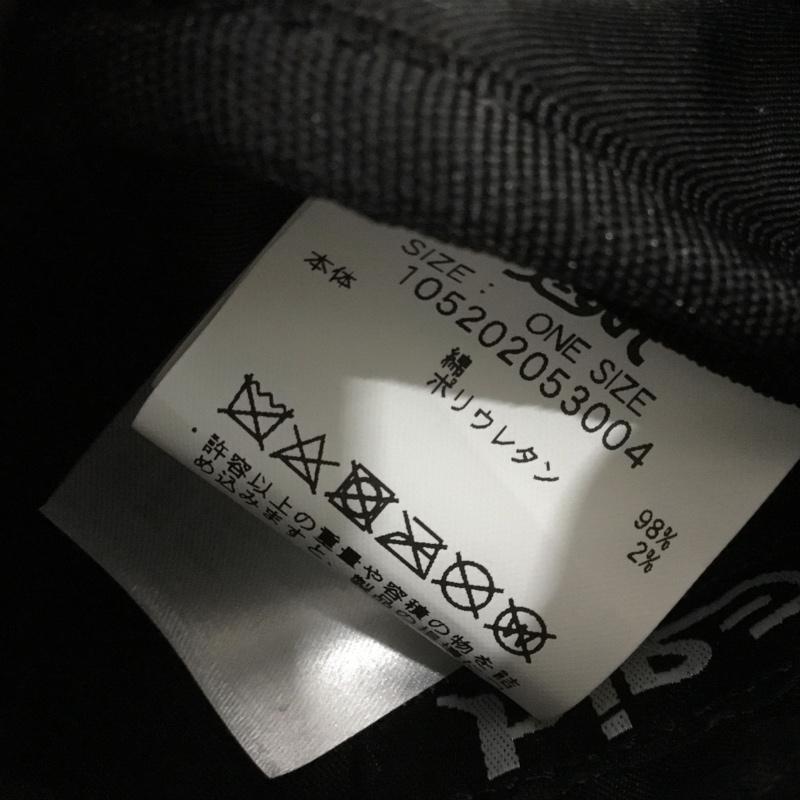 SIZE : ONE SIZE
105202053004
本体
綿 98%
ポリウレタン 2%
・許容以上の重量や容積の物を詰
め込みますと、製品の